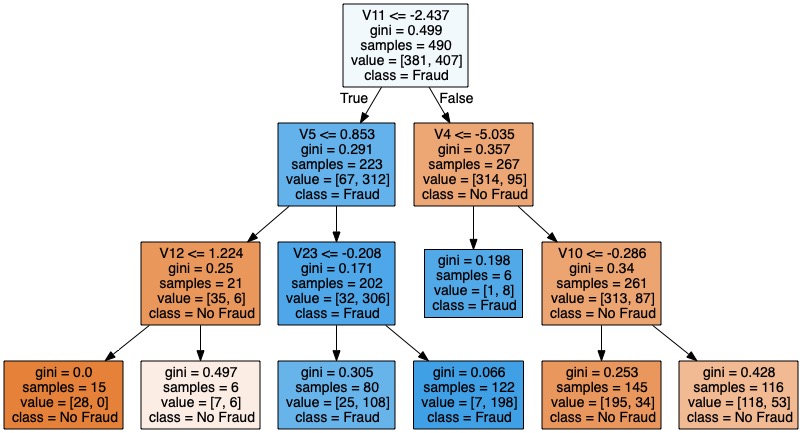 V11 <= -2.437
gini = 0.499
samples = 490
value = [381, 407]
class = Fraud
True
False
V5 <= 0.853
gini = 0.291
samples = 223
value = [67, 312]
class = Fraud
V4 <= -5.035
gini = 0.357
samples = 267
value = [314, 95]
class = No Fraud
V12 <= 1.224
gini = 0.25
samples = 21
value = [35, 6]
class = No Fraud
V23 <= -0.208
gini = 0.171
samples = 202
value = [32, 306]
class = Fraud
gini = 0.198
samples = 6
value = [1, 8]
class = Fraud
V10 <= -0.286
gini = 0.34
samples = 261
value = [313, 87]
class = No Fraud
gini = 0.0
samples = 15
value = [28, 0]
class = No Fraud
gini = 0.497
samples = 6
value = [7, 6]
class = No Fraud
gini = 0.305
samples = 80
value = [25, 108]
class = Fraud
gini = 0.066
samples = 122
value = [7, 198]
class = Fraud
gini = 0.253
samples = 145
value = [195, 34]
class = No Fraud
gini = 0.428
samples = 116
value = [118, 53]
class = No Fraud